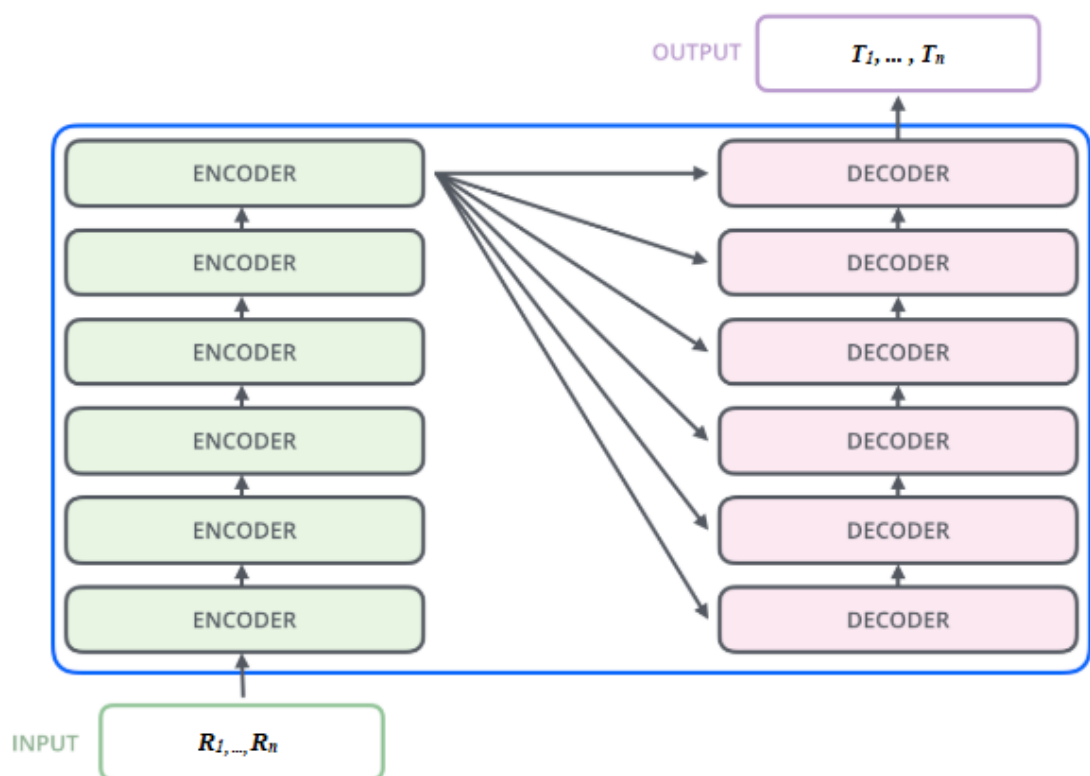 OUTPUT
T1, ... , Tn
ENCODER
DECODER
ENCODER
DECODER
ENCODER
DECODER
ENCODER
DECODER
ENCODER
DECODER
ENCODER
DECODER
INPUT
R1, ..., Rn